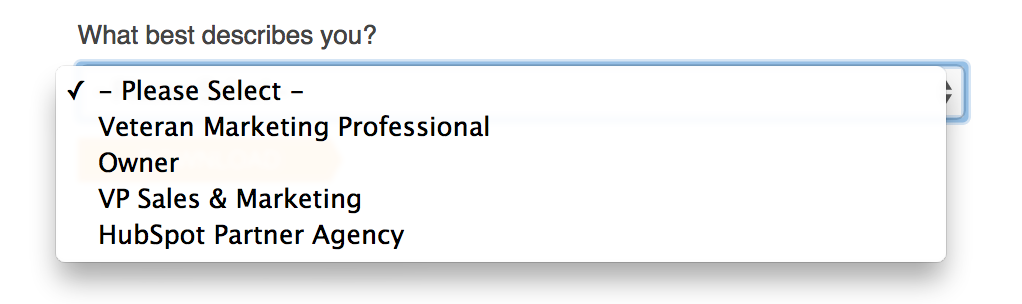 What best describes you?
✓ – Please Select –
Veteran Marketing Professional
Owner
VP Sales & Marketing
HubSpot Partner Agency